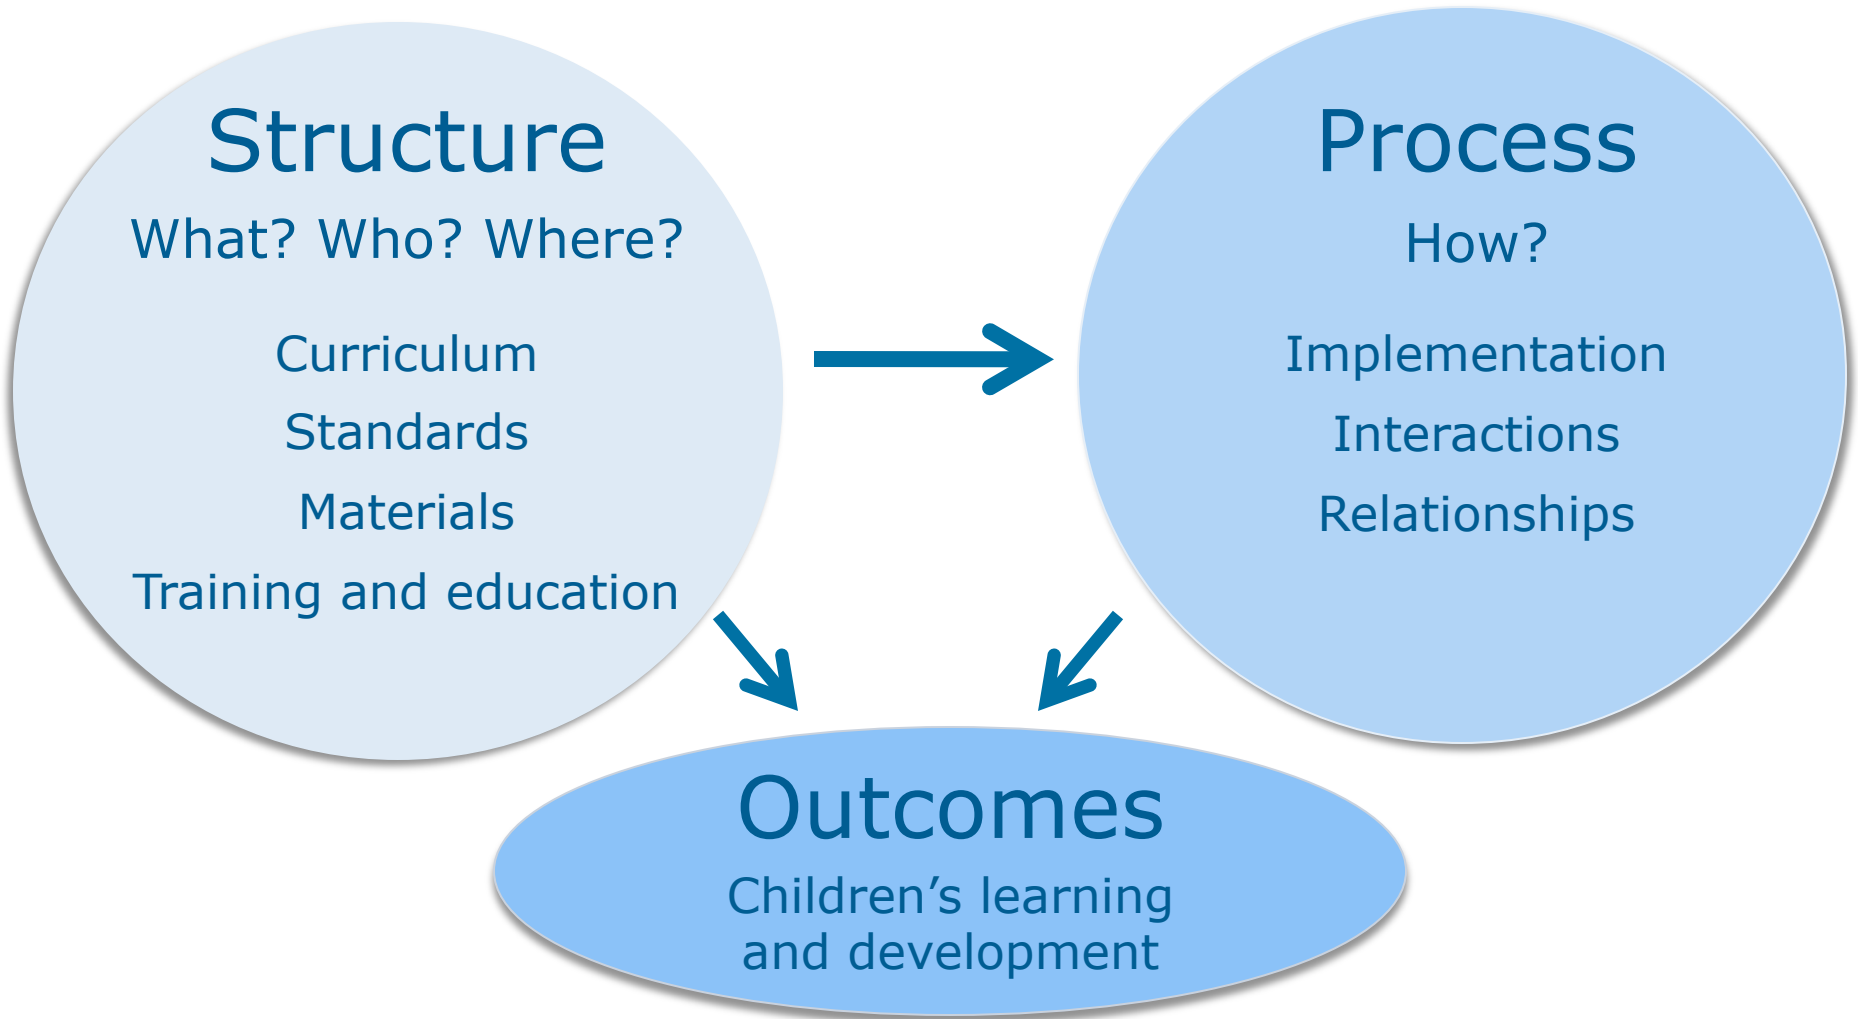 Structure
What? Who? Where?
Curriculum
Standards
Materials
Training and education
Process
How?
Implementation
Interactions
Relationships
Outcomes
Children’s learning
and development